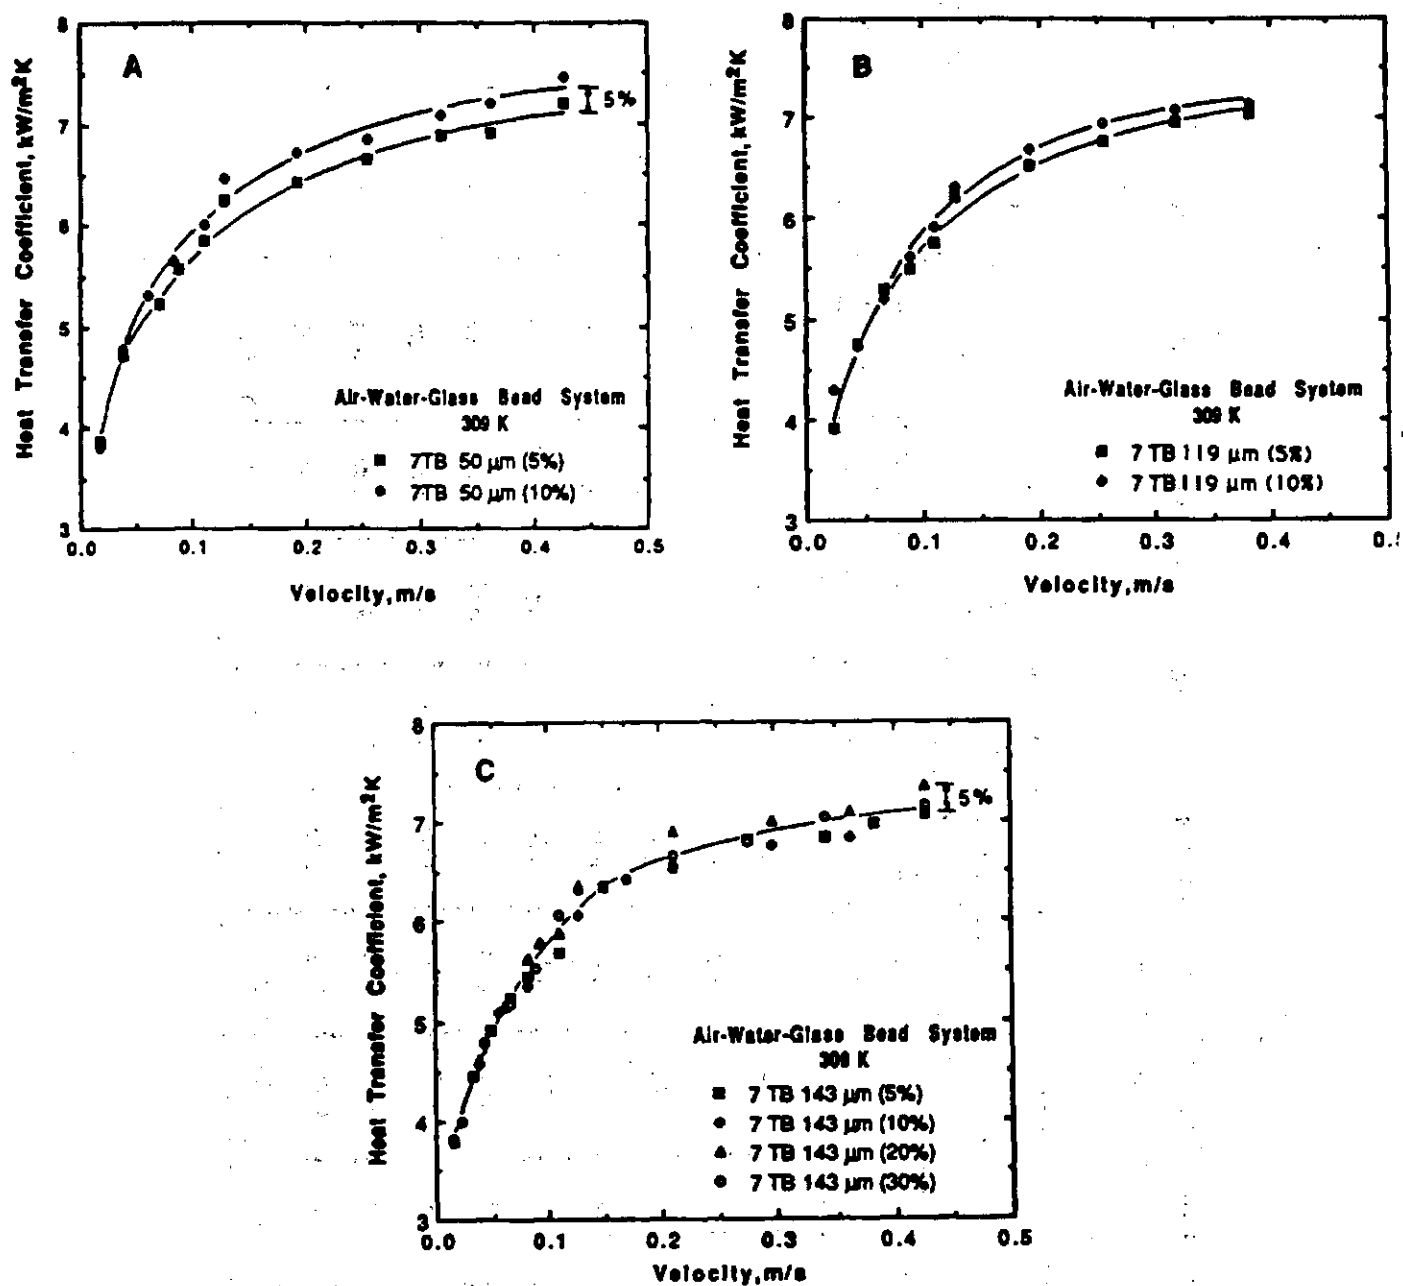 A
Heat Transfer Coefficient, kW/m²K
8
7
6
5
4
3
5%
Air-Water-Glass Bead System
309 K
7TB 50 µm (5%)
7TB 50 µm (10%)
0.0 0.1 0.2 0.3 0.4 0.5
Velocity,m/s
B
Heat Transfer Coefficient, kW/m²K
8
7
6
5
4
3
Air-Water-Glass Bead System
309 K
7 TB 119 µm (5%)
7 TB 119 µm (10%)
0.0 0.1 0.2 0.3 0.4 0.5
Velocity,m/s
C
Heat Transfer Coefficient, kW/m²K
8
7
6
5
4
3
5%
Air-Water-Glass Bead System
309 K
7 TB 143 µm (5%)
7 TB 143 µm (10%)
7 TB 143 µm (20%)
7 TB 143 µm (30%)
0.0 0.1 0.2 0.3 0.4 0.5
Velocity,m/s